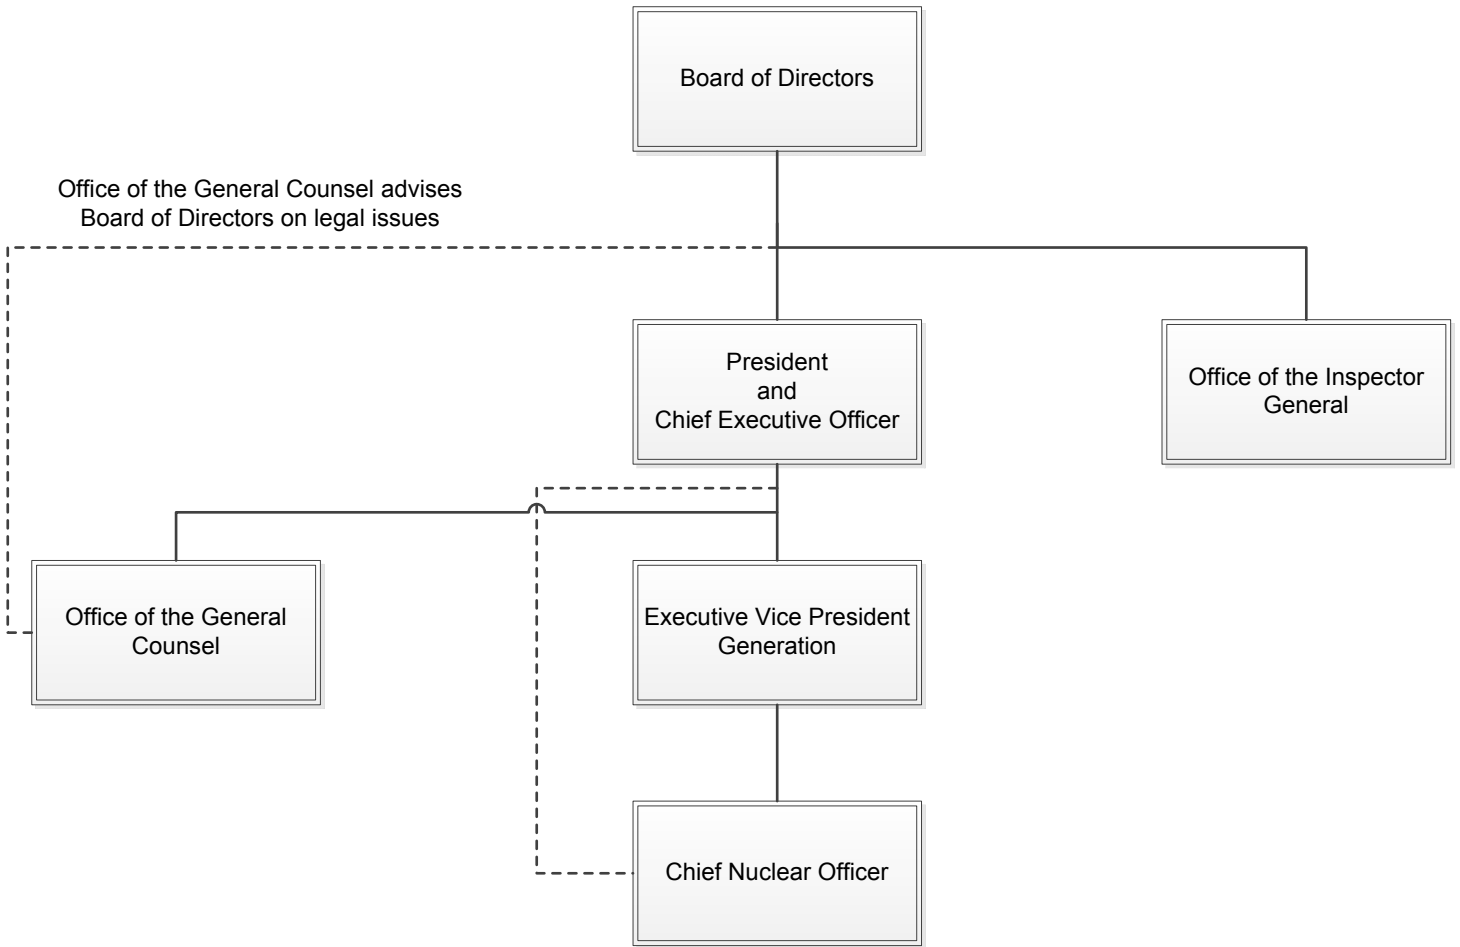 Board of Directors
Office of the General Counsel advises
Board of Directors on legal issues
President
and
Chief Executive Officer
Office of the Inspector
General
Office of the General
Counsel
Executive Vice President
Generation
Chief Nuclear Officer